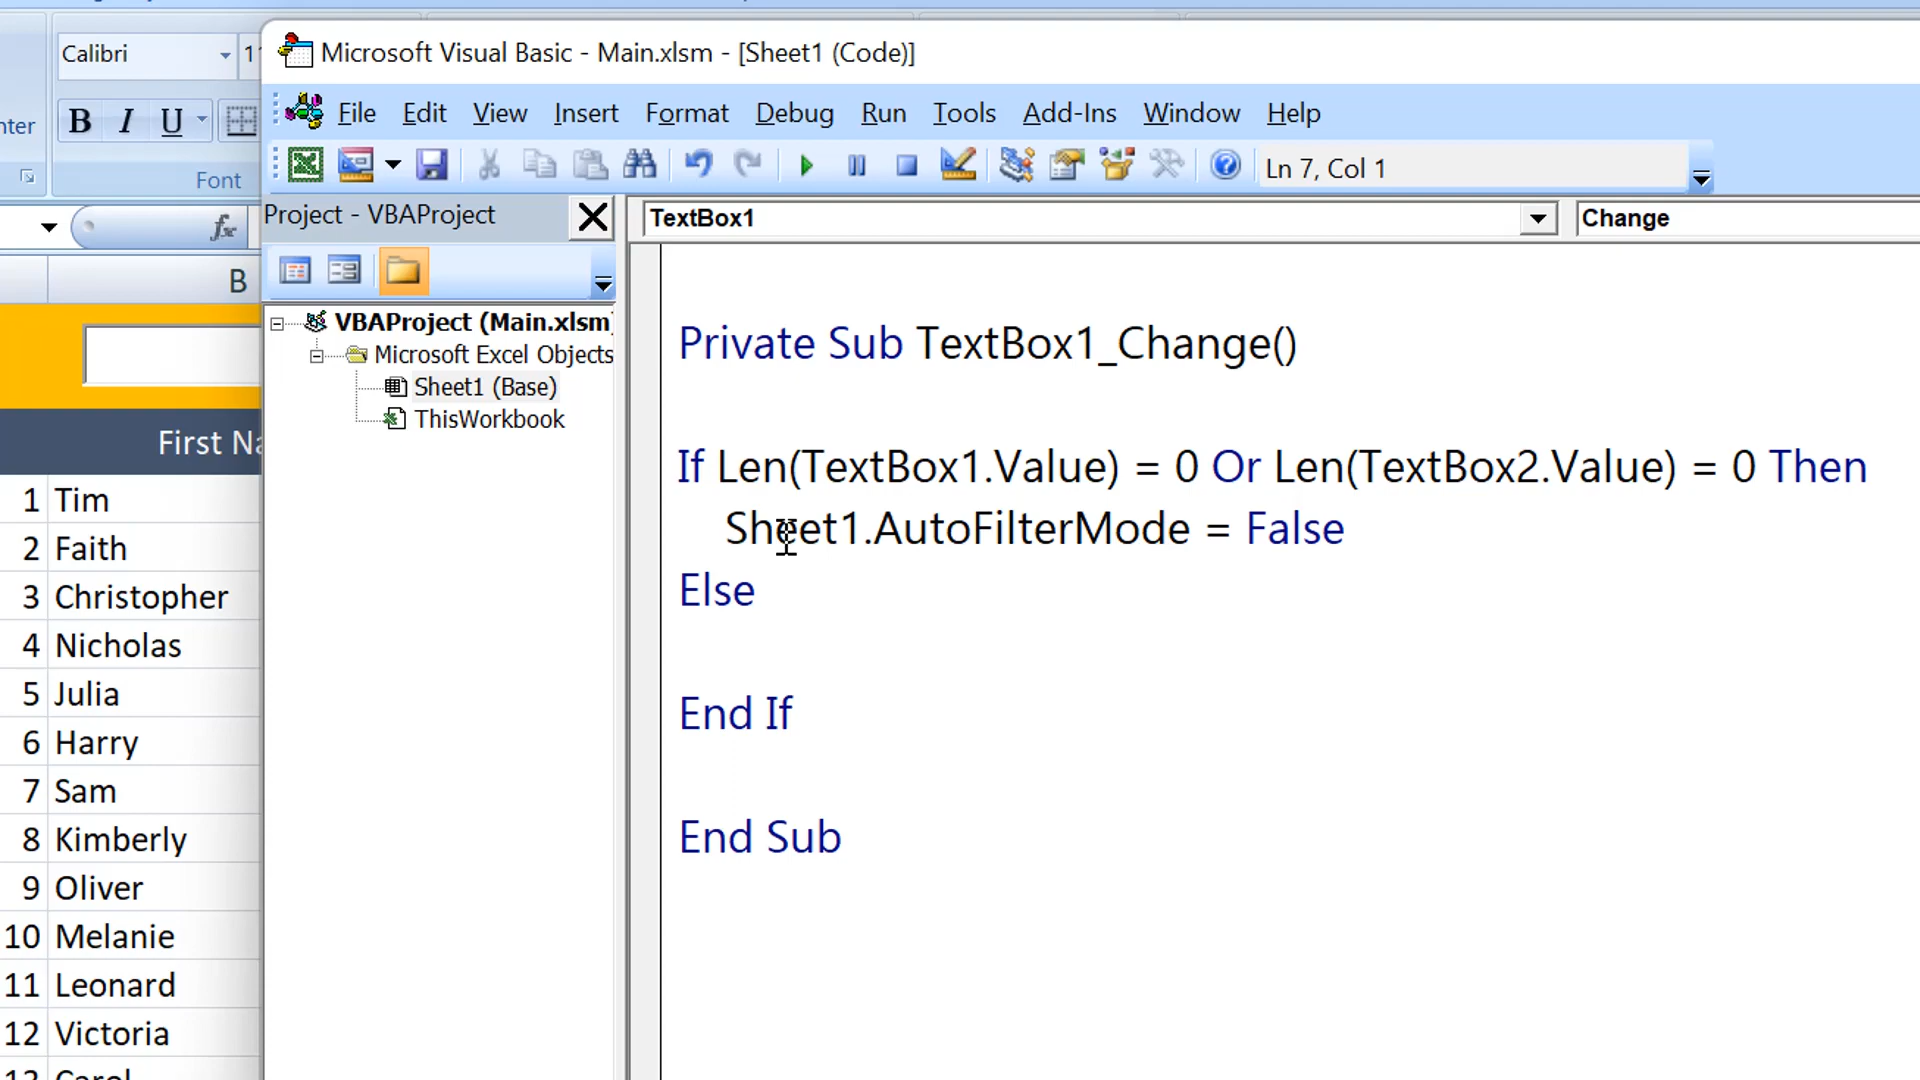 Calibri
B I U
Font
B
First Na
1 Tim
2 Faith
3 Christopher
4 Nicholas
5 Julia
6 Harry
7 Sam
8 Kimberly
9 Oliver
10 Melanie
11 Leonard
12 Victoria
Microsoft Visual Basic - Main.xlsm - [Sheet1 (Code)]
File Edit View Insert Format Debug Run Tools Add-Ins Window Help
Ln 7, Col 1
Project - VBAProject
VBAProject (Main.xlsm)
Microsoft Excel Objects
Sheet1 (Base)
ThisWorkbook
TextBox1
Change
Private Sub TextBox1_Change()
If Len(TextBox1.Value) = 0 Or Len(TextBox2.Value) = 0 Then
Sheet1.AutoFilterMode = False
Else
End If
End Sub